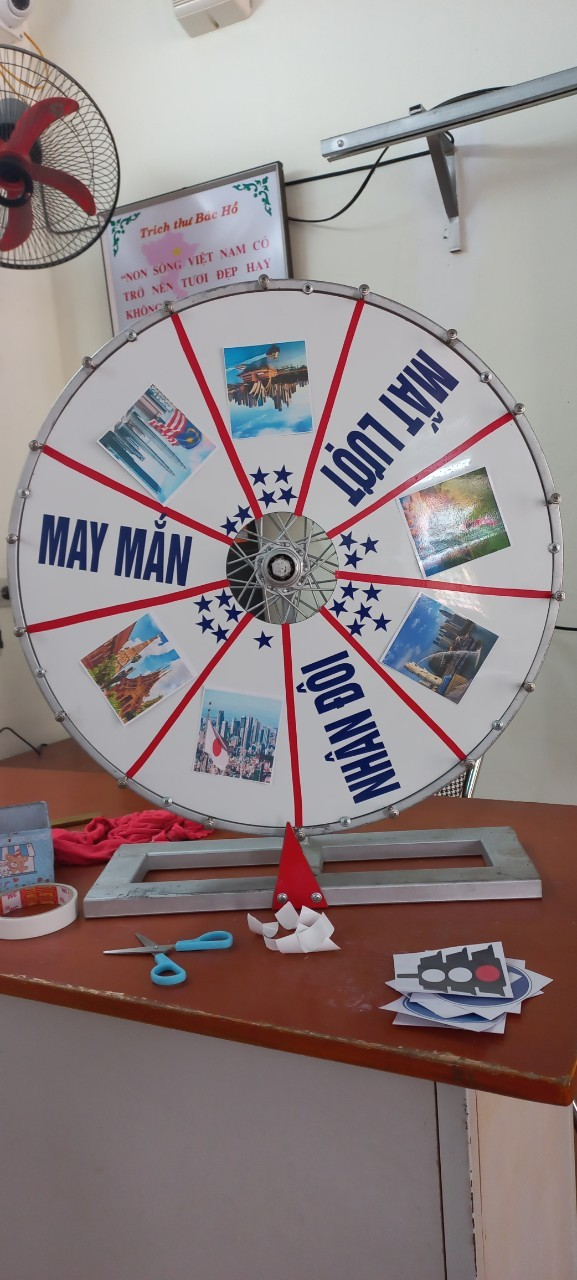 Trích thư Bác Hồ
"NON SÔNG VIỆT NAM CÓ
TRỞ NÊN TƯƠI ĐẸP HAY
KHÔNG
MẤT LƯỢT
MAY MẮN
NHÂN ĐÔI